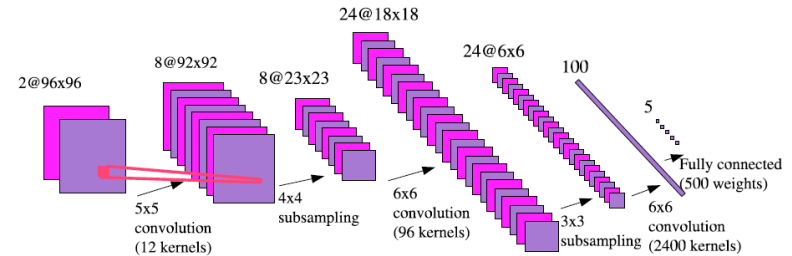 2@96x96
8@92x92
8@23x23
24@18x18
24@6x6
100
5
5x5
convolution
(12 kernels)
4x4
subsampling
6x6
convolution
(96 kernels)
3x3
subsampling
6x6
convolution
(2400 kernels)
Fully connected
(500 weights)